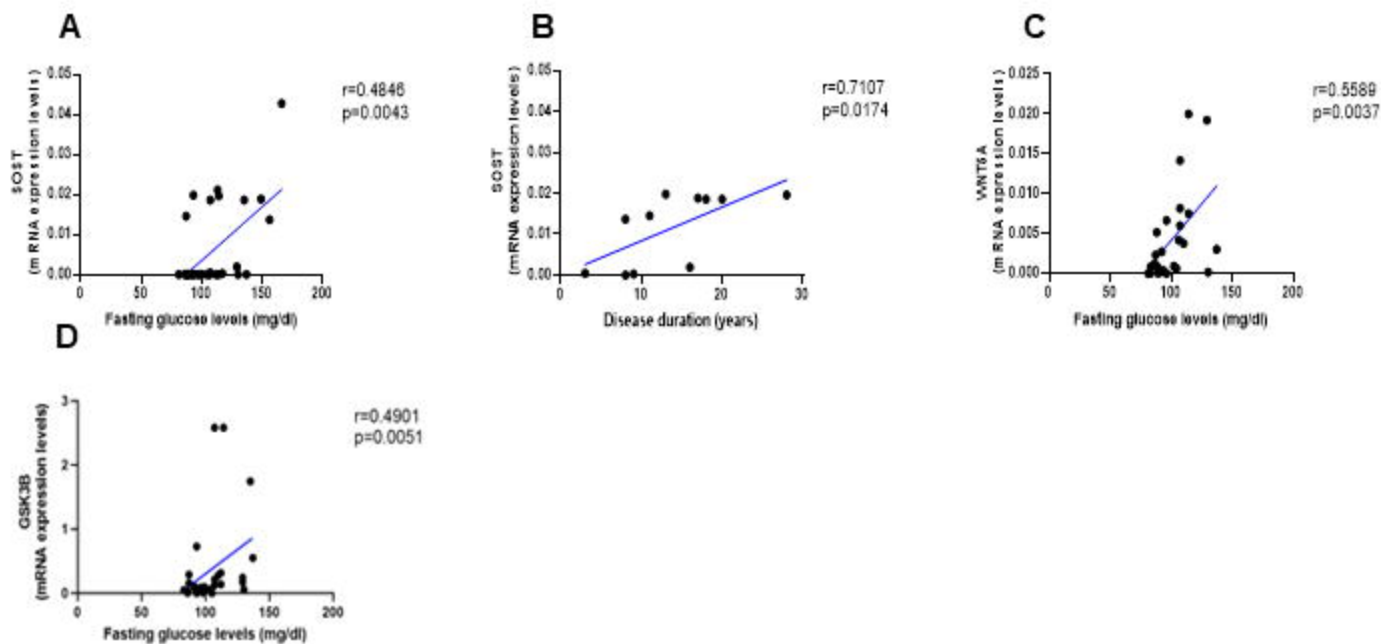 A
r=0.4846
p=0.0043
SOST
(mRNA expression levels)
0.05
0.04
0.03
0.02
0.01
0.00
0
50
100
150
200
Fasting glucose levels (mg/dl)
B
r=0.7107
p=0.0174
SOST
(mRNA expression levels)
0.05
0.04
0.03
0.02
0.01
0.00
0
10
20
30
Disease duration (years)
C
r=0.5589
p=0.0037
WNT5A
(mRNA expression levels)
0.025
0.020
0.015
0.010
0.005
0.000
0
50
100
150
200
Fasting glucose levels (mg/dl)
D
r=0.4901
p=0.0051
GSK3B
(mRNA expression levels)
3
2
1
0
0
50
100
150
200
Fasting glucose levels (mg/dl)